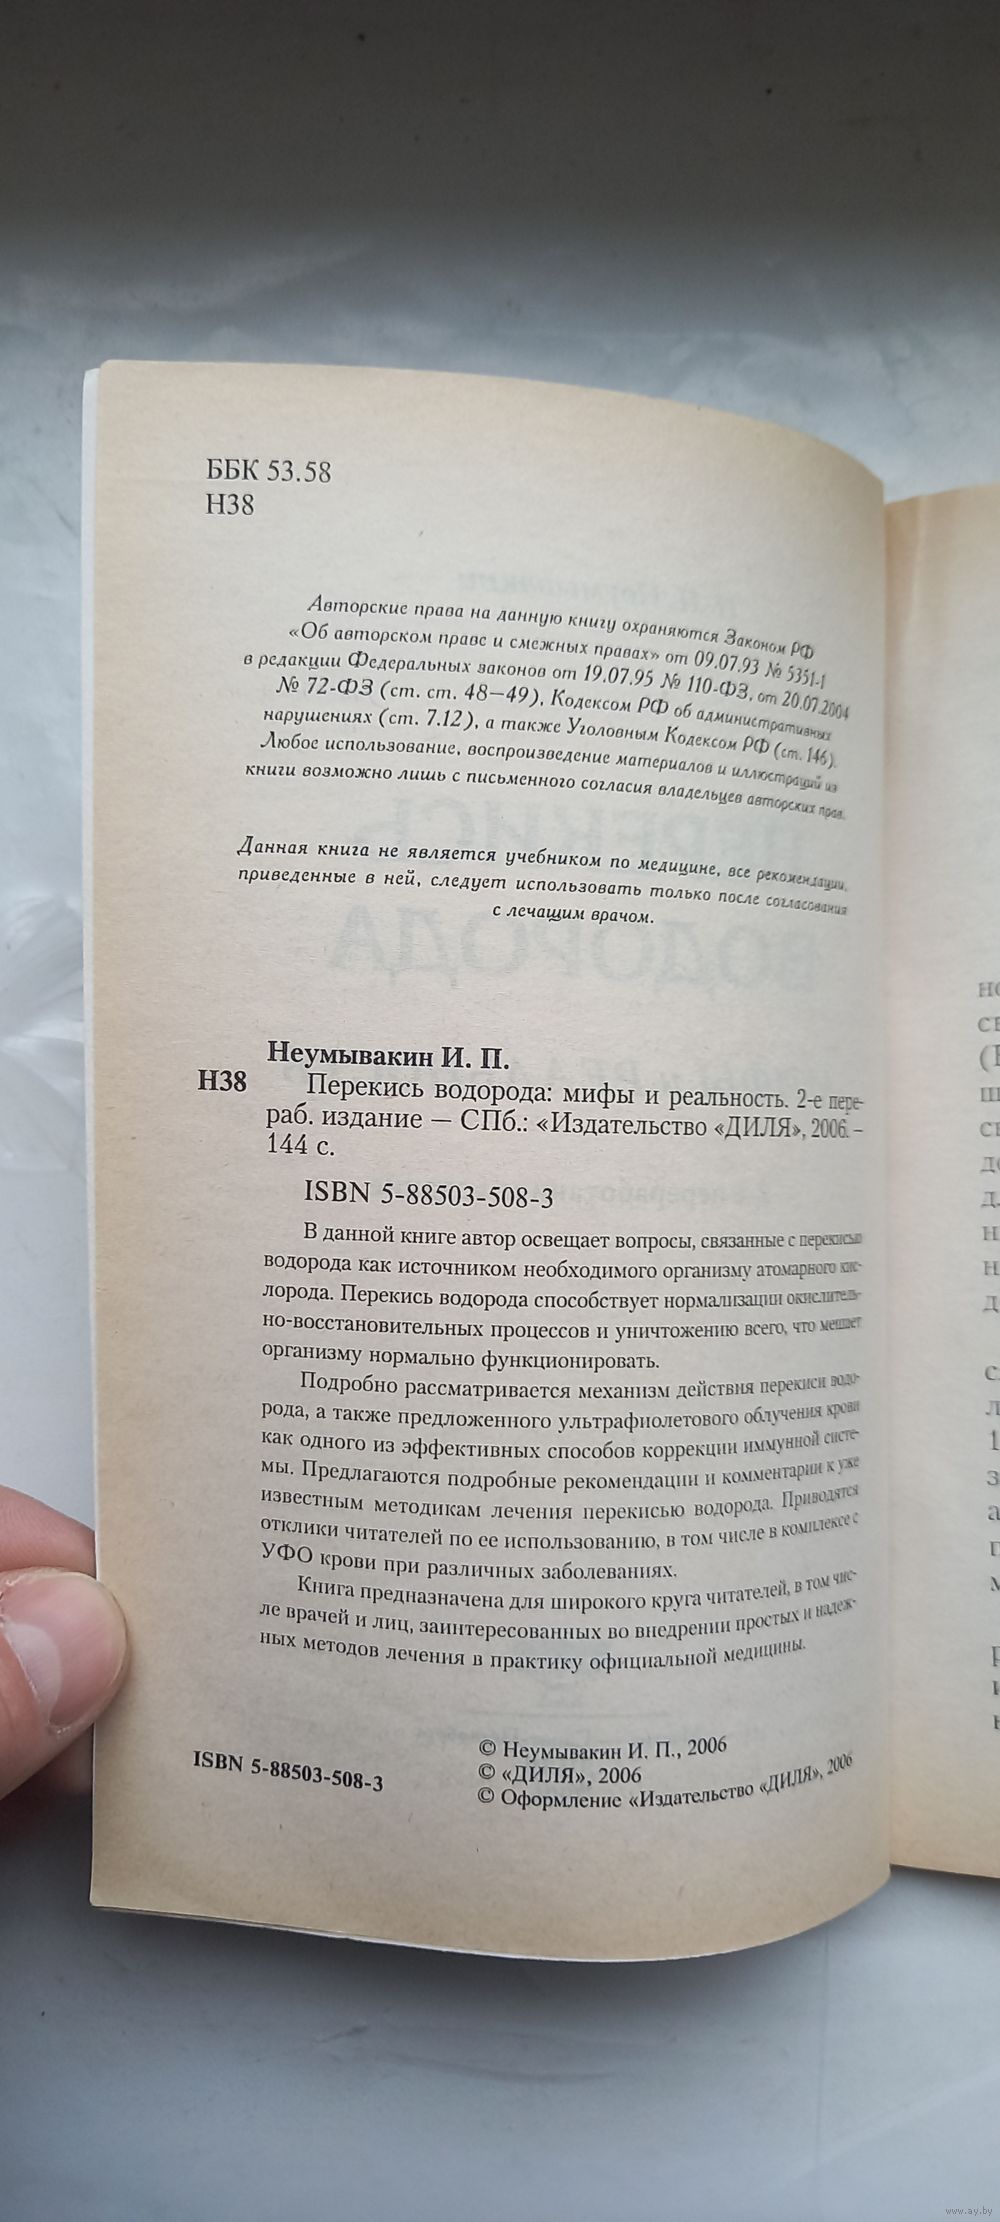 ББК 53.58
Н38
Авторские права на данную книгу охраняются Законом РФ
«Об авторском праве и смежных правах» от 09.07.93 № 5351-1
в редакции Федеральных законов от 19.07.95 № 110-ФЗ, от 20.07.2004
№ 72-ФЗ (ст. ст. 48—49), Кодексом РФ об административных
нарушениях (ст. 7.12), а также Уголовным Кодексом РФ (ст. 146).
Любое использование, воспроизведение материалов и иллюстраций из
книги возможно лишь с письменного согласия владельцев авторских прав.
Данная книга не является учебником по медицине, все рекомендации,
приведенные в ней, следует использовать только после согласования
с лечащим врачом.
Неумывакин И. П.
Н38 Перекись водорода: мифы и реальность. 2-е пере-
раб. издание — СПб.: «Издательство «ДИЛЯ», 2006. –
144 с.
ISBN 5-88503-508-3
В данной книге автор освещает вопросы, связанные с перекисью
водорода как источником необходимого организму атомарного кис-
лорода. Перекись водорода способствует нормализации окислитель-
но-восстановительных процессов и уничтожению всего, что мешает
организму нормально функционировать.
Подробно рассматривается механизм действия перекиси водо-
рода, а также предложенного ультрафиолетового облучения крови
как одного из эффективных способов коррекции иммунной систе-
мы. Предлагаются подробные рекомендации и комментарии к уже
известным методикам лечения перекисью водорода. Приводятся
отклики читателей по ее использованию, в том числе в комплексе с
УФО крови при различных заболеваниях.
Книга предназначена для широкого круга читателей, в том чис-
ле врачей и лиц, заинтересованных во внедрении простых и надеж-
ных методов лечения в практику официальной медицины.
© Неумывакин И. П., 2006
© «ДИЛЯ», 2006
© Оформление «Издательство «ДИЛЯ», 2006
ISBN 5-88503-508-3
www.ay.by